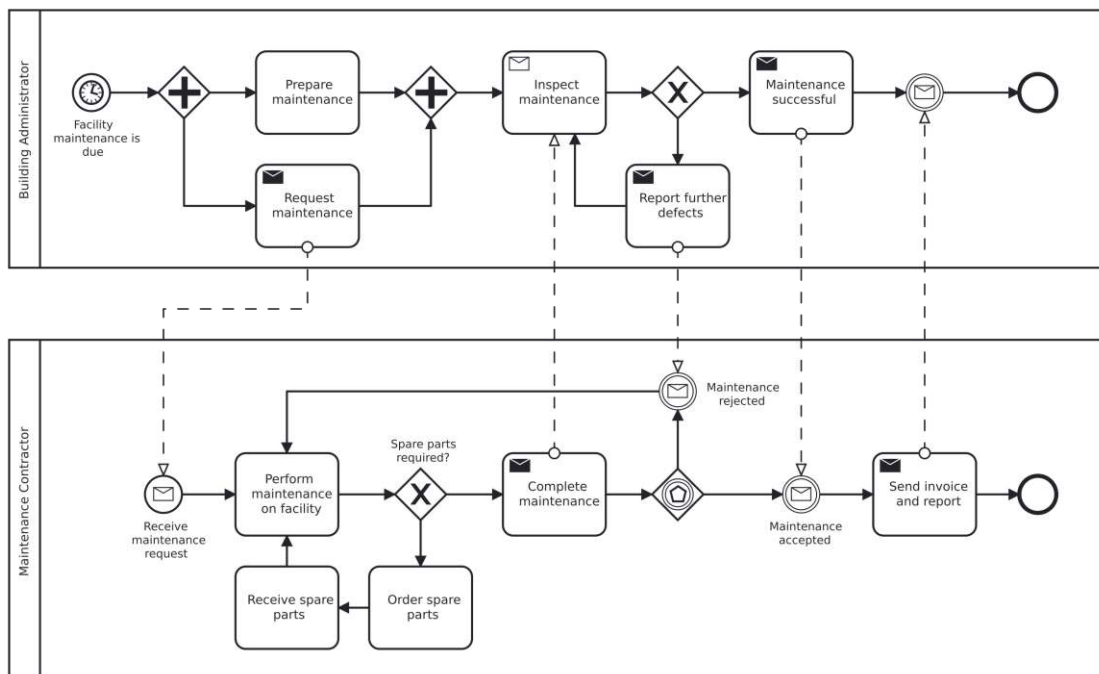 Building Administrator
Facility
maintenance is
due
Prepare
maintenance
Request
maintenance
Inspect
maintenance
Report further
defects
Maintenance
successful
Maintenance Contractor
Receive
maintenance
request
Perform
maintenance
on facility
Receive spare
parts
Spare parts
required?
Order spare
parts
Complete
maintenance
Maintenance
rejected
Maintenance
accepted
Send invoice
and report